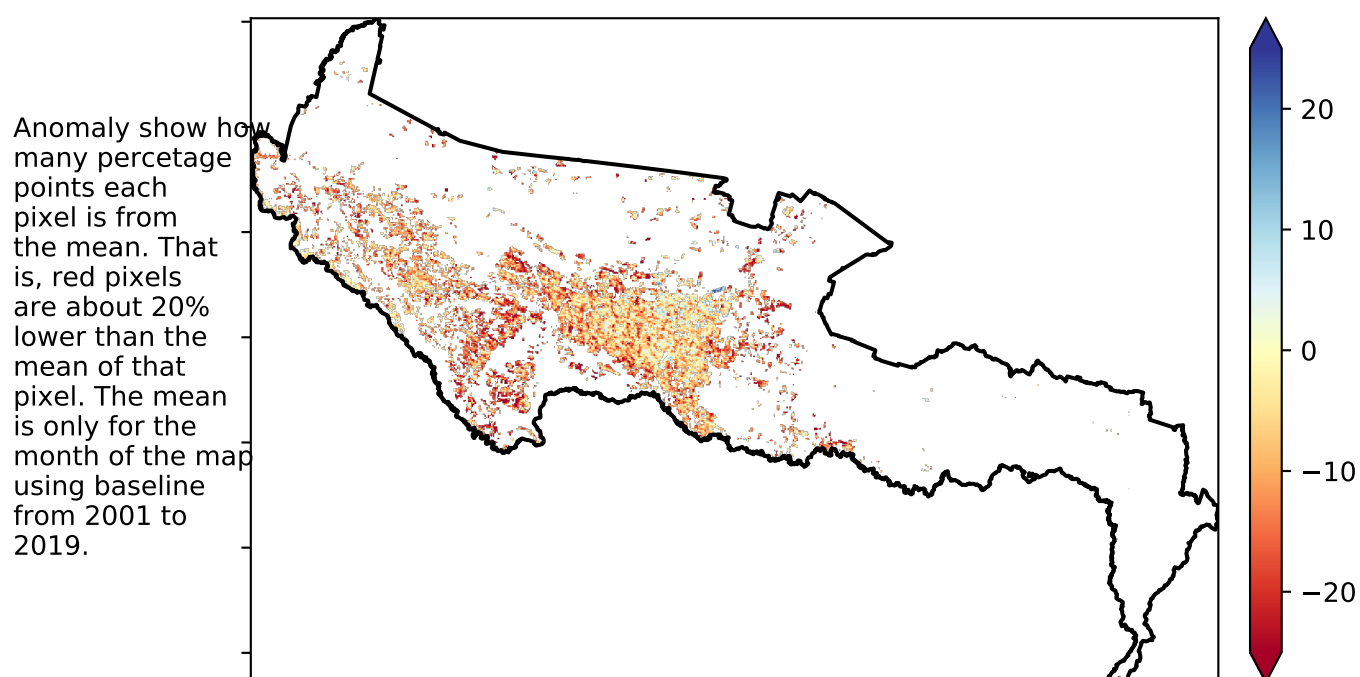 Anomaly show how
many percetage
points each
pixel is from
the mean. That
is, red pixels
are about 20%
lower than the
mean of that
pixel. The mean
is only for the
month of the map
using baseline
from 2001 to
2019.
20
10
0
−10
−20